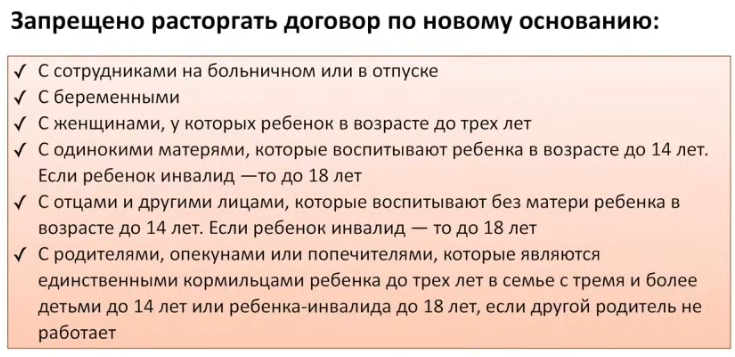 Запрещено расторгать договор по новому основанию:
✓ С сотрудниками на больничном или в отпуске
✓ С беременными
✓ С женщинами, у которых ребенок в возрасте до трех лет
✓ С одинокими матерями, которые воспитывают ребенка в возрасте до 14 лет.
Если ребенок инвалид —то до 18 лет
✓ С отцами и другими лицами, которые воспитывают без матери ребенка в
возрасте до 14 лет. Если ребенок инвалид — то до 18 лет
✓ С родителями, опекунами или попечителями, которые являются
единственными кормильцами ребенка до трех лет в семье с тремя и более
детьми до 14 лет или ребенка-инвалида до 18 лет, если другой родитель не
работает